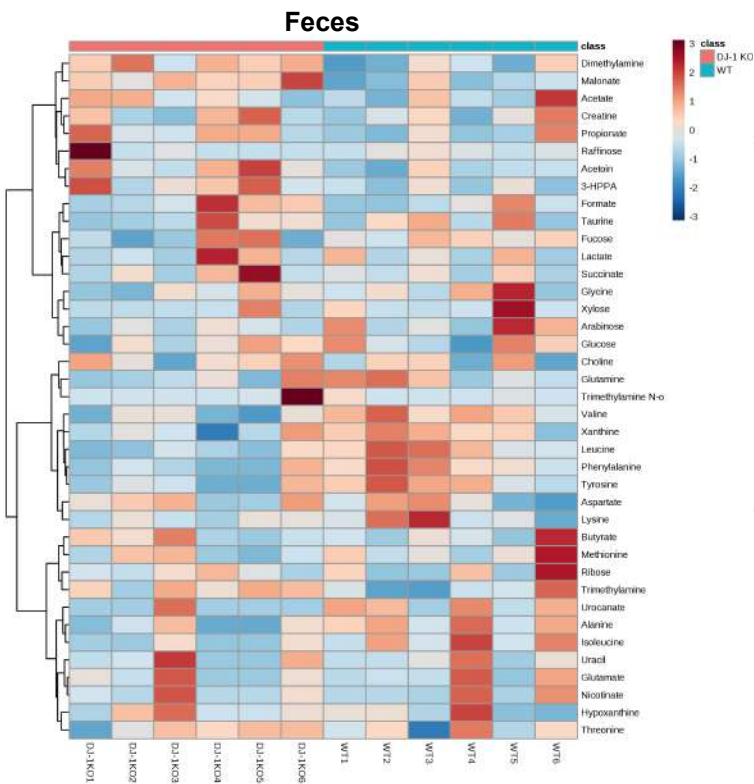 Feces
class
Dimethylamine
Malonate
Acetate
Creatine
Propionate
Raffinose
Acetoin
3-HPPA
Formate
Taurine
Fucose
Lactate
Succinate
Glycine
Xylose
Arabinose
Glucose
Choline
Glutamine
Trimethylamine N-o
Valine
Xanthine
Leucine
Phenylalanine
Tyrosine
Aspartate
Lysine
Butyrate
Methionine
Ribose
Trimethylamine
Urocanate
Alanine
Isoleucine
Uracil
Glutamate
Nicotinate
Hypoxanthine
Threonine
DJ-1KO1
DJ-1KO2
DJ-1KO3
DJ-1KO4
DJ-1KO5
DJ-1KO6
WT1
WT2
WT3
WT4
WT5
WT6
3
2
1
0
-1
-2
-3
class
DJ-1 KO
WT